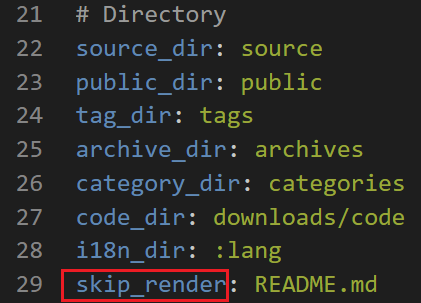 21 # Directory
22 source_dir: source
23 public_dir: public
24 tag_dir: tags
25 archive_dir: archives
26 category_dir: categories
27 code_dir: downloads/code
28 i18n_dir: :lang
29 skip_render: README.md